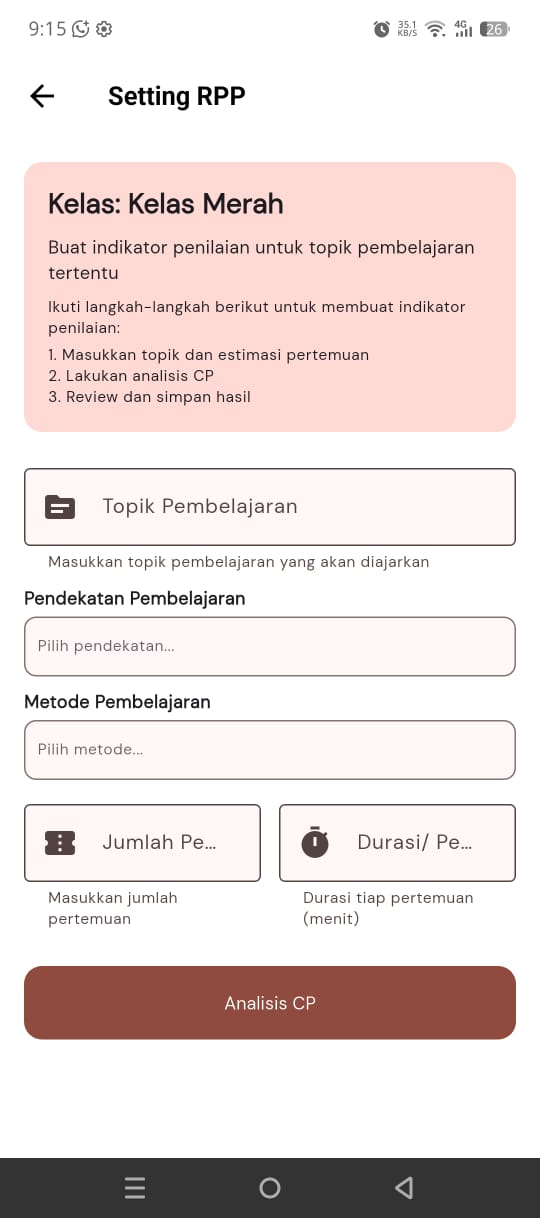 9:15
35.1
KB/S
4G
26
Setting RPP
Kelas: Kelas Merah
Buat indikator penilaian untuk topik pembelajaran
tertentu
Ikuti langkah-langkah berikut untuk membuat indikator
penilaian:
1. Masukkan topik dan estimasi pertemuan
2. Lakukan analisis CP
3. Review dan simpan hasil
Topik Pembelajaran
Masukkan topik pembelajaran yang akan diajarkan
Pendekatan Pembelajaran
Pilih pendekatan...
Metode Pembelajaran
Pilih metode...
Jumlah Pe... Durasi/ Pe...
Masukkan jumlah
pertemuan
Durasi tiap pertemuan
(menit)
Analisis CP